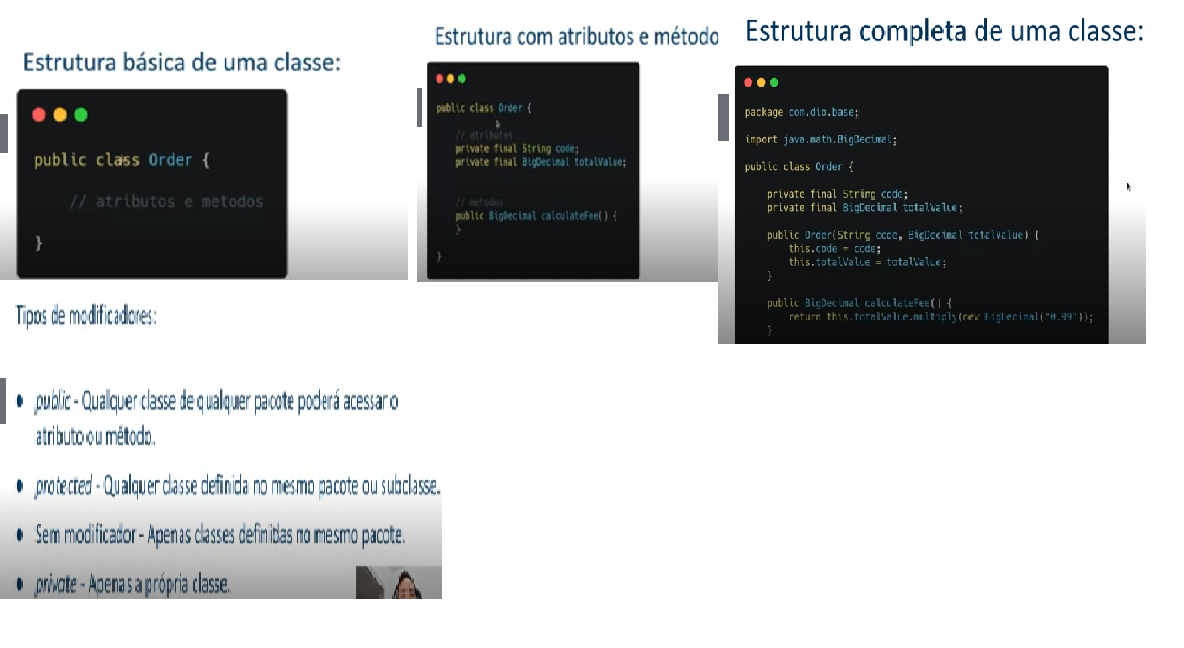 Estrutura básica de uma classe:
public class Order {
// atributos e metodos
}
Estrutura com atributos e método
public class Order {
// atributos
private final String code;
private final BigDecimal totalValue;
// metodos
public BigDecimal calculateFee() {
}
}
Estrutura completa de uma classe:
package com.dio.base;
import java.math.BigDecimal;
public class Order {
private final String code;
private final BigDecimal totalValue;
public Order(String code, BigDecimal totalValue) {
this.code = code;
this.totalValue = totalValue;
}
public BigDecimal calculateFee() {
return this.totalValue.multiply(new BigDecimal("0.99"));
}
Tipos de modificadores:
• public - Qualquer classe de qualquer pacote poderá acessar o
atributo ou método.
• protected - Qualquer classe definida no mesmo pacote ou subclasse.
• Sem modificador - Apenas classes definidas no mesmo pacote.
• private - Apenas a própria classe.